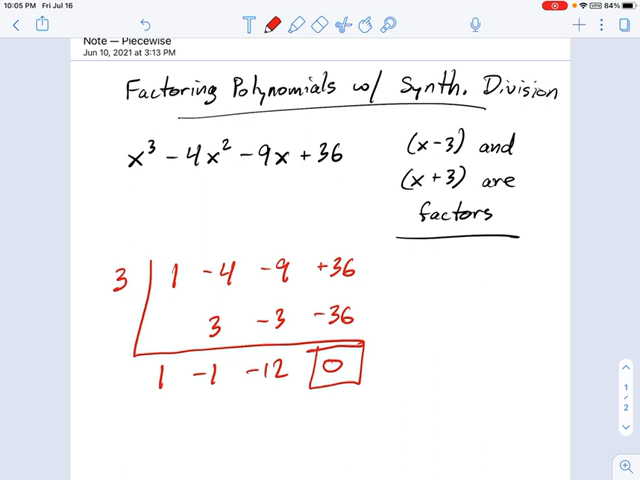 10:05 PM Fri Jul 16
84%
Note — Piecewise
Jun 10, 2021 at 3:13 PM
Factoring Polynomials w/ Synth. Division
x³ - 4x² - 9x + 36
(x - 3) and
(x + 3) are
factors
3 | 1 -4 -9 +36
3 -3 -36
1 -1 -12 0
1
/
2